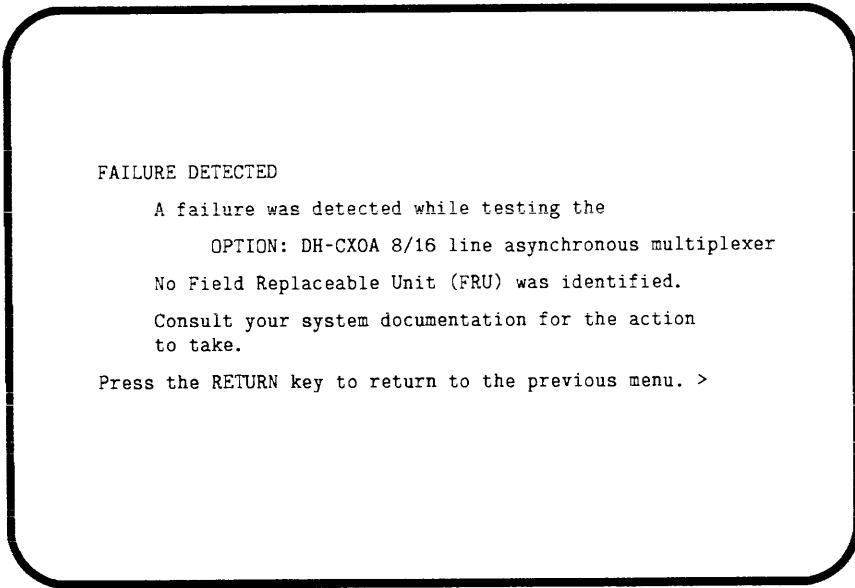 FAILURE DETECTED
A failure was detected while testing the
OPTION: DH-CXOA 8/16 line asynchronous multiplexer
No Field Replaceable Unit (FRU) was identified.
Consult your system documentation for the action
to take.
Press the RETURN key to return to the previous menu. >